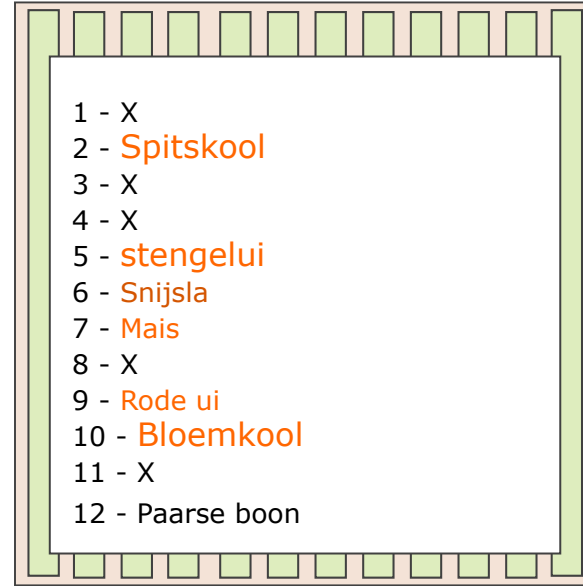 1 - X
2 - Spitskool
3 - X
4 - X
5 - stengelui
6 - Snijsla
7 - Mais
8 - X
9 - Rode ui
10 - Bloemkool
11 - X
12 - Paarse boon